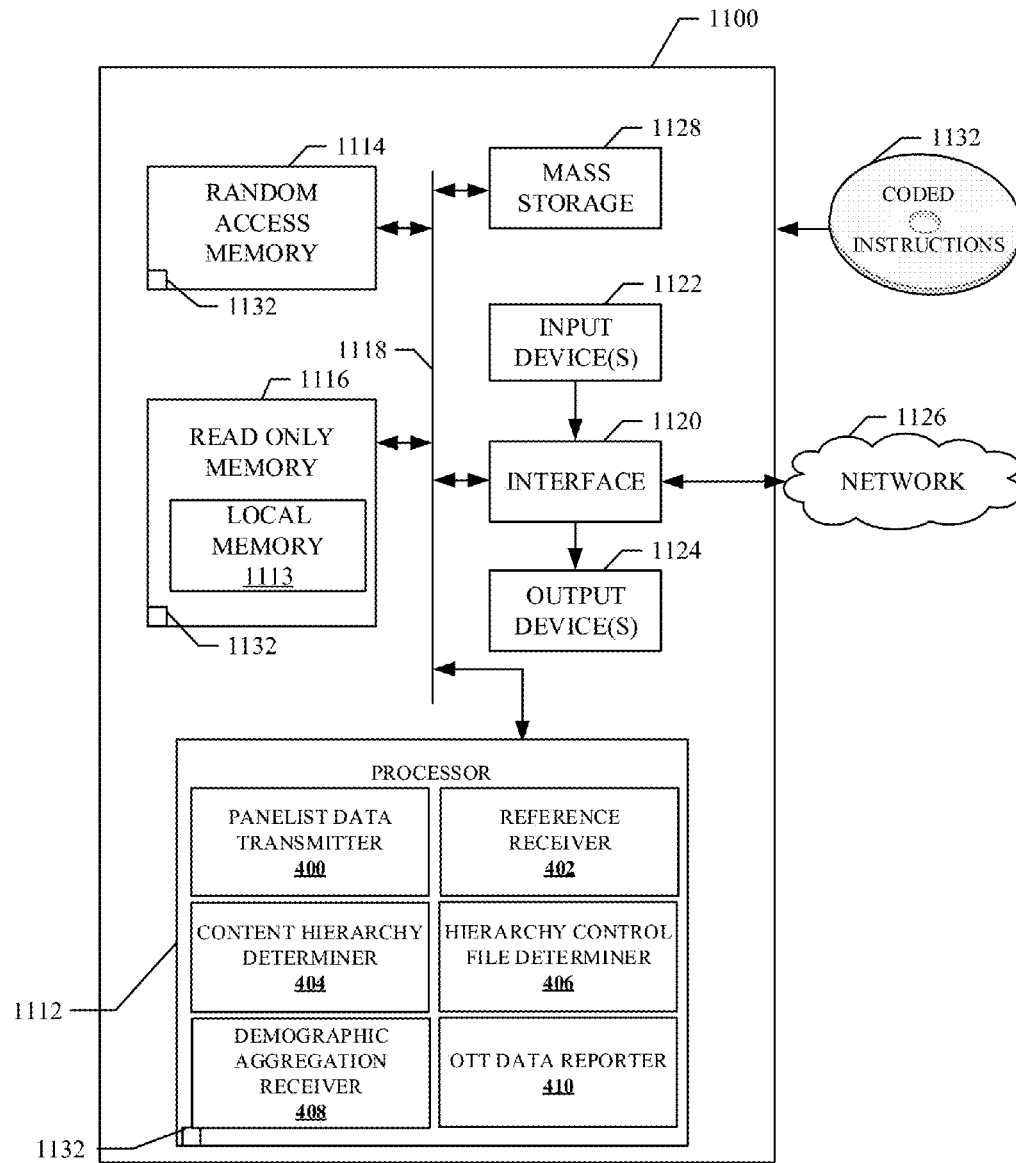 1100
1114
RANDOM
ACCESS
MEMORY
1132
1128
MASS
STORAGE
1132
CODED
INSTRUCTIONS
1118
1122
INPUT
DEVICE(S)
1116
READ ONLY
MEMORY
LOCAL
MEMORY
1113
1132
1120
INTERFACE
1126
NETWORK
1124
OUTPUT
DEVICE(S)
PROCESSOR
PANELIST DATA
TRANSMITTER
400
REFERENCE
RECEIVER
402
CONTENT HIERARCHY
DETERMINER
404
HIERARCHY CONTROL
FILE DETERMINER
406
1112
DEMOGRAPHIC
AGGREGATION
RECEIVER
408
OTT DATA REPORTER
410
1132